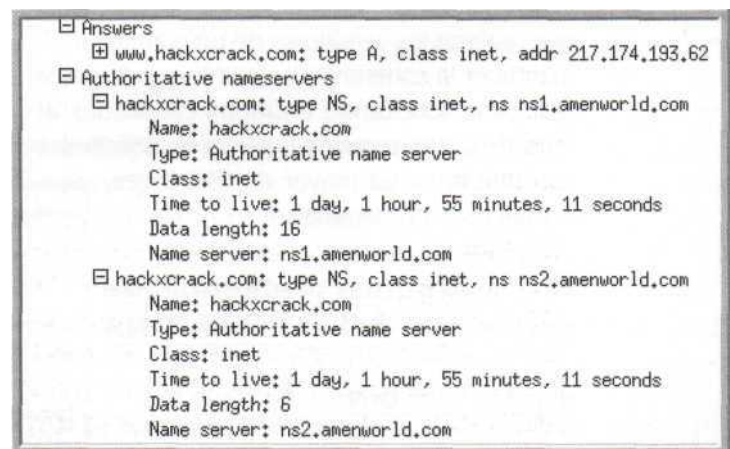 Answers
www.hackxcrack.com: type A, class inet, addr 217.174.193.62
Authoritative nameservers
hackxcrack.com: type NS, class inet, ns ns1.amenworld.com
Name: hackxcrack.com
Type: Authoritative name server
Class: inet
Time to live: 1 day, 1 hour, 55 minutes, 11 seconds
Data length: 16
Name server: ns1.amenworld.com
hackxcrack.com: type NS, class inet, ns ns2.amenworld.com
Name: hackxcrack.com
Type: Authoritative name server
Class: inet
Time to live: 1 day, 1 hour, 55 minutes, 11 seconds
Data length: 6
Name server: ns2.amenworld.com